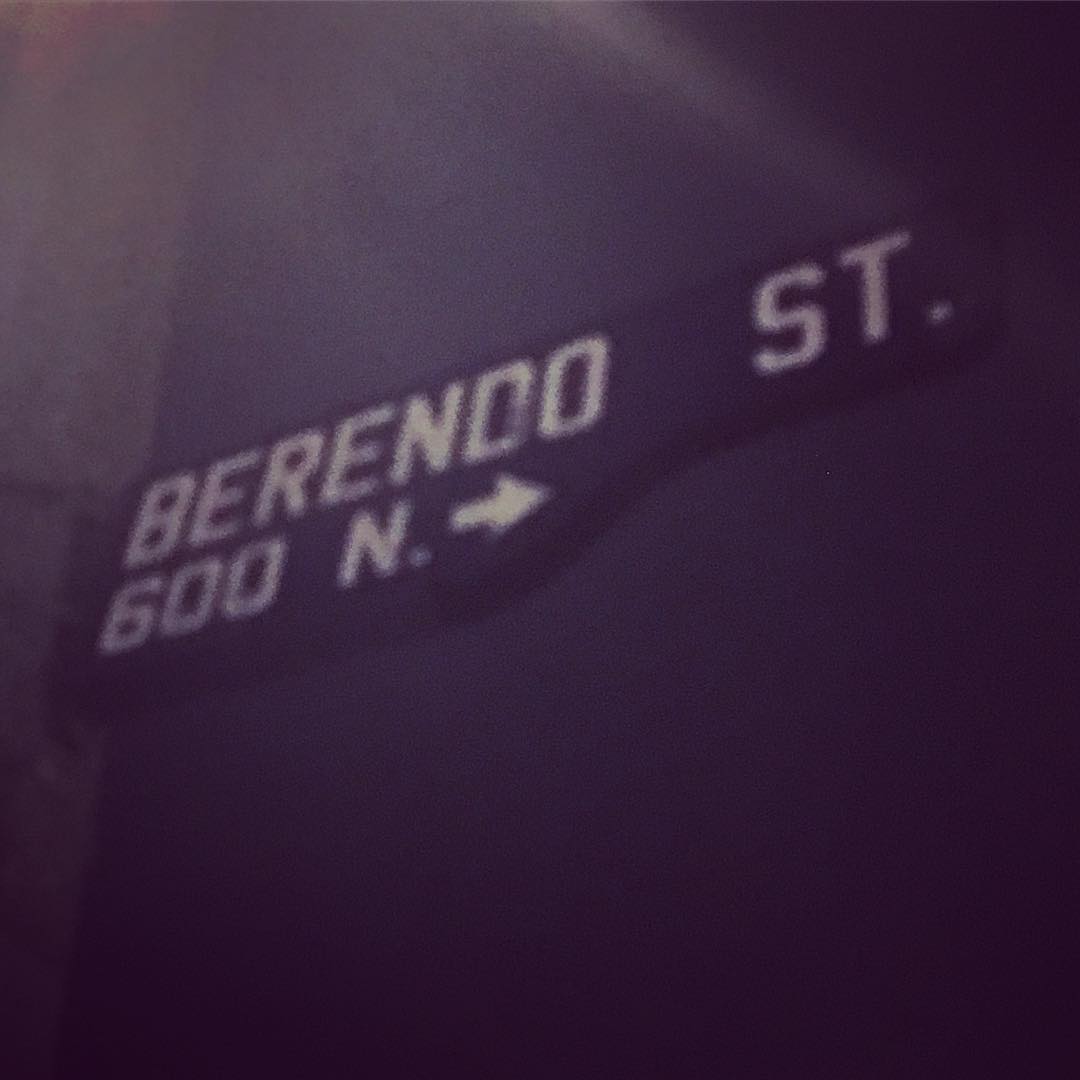 BERENDO ST.
600 N. →